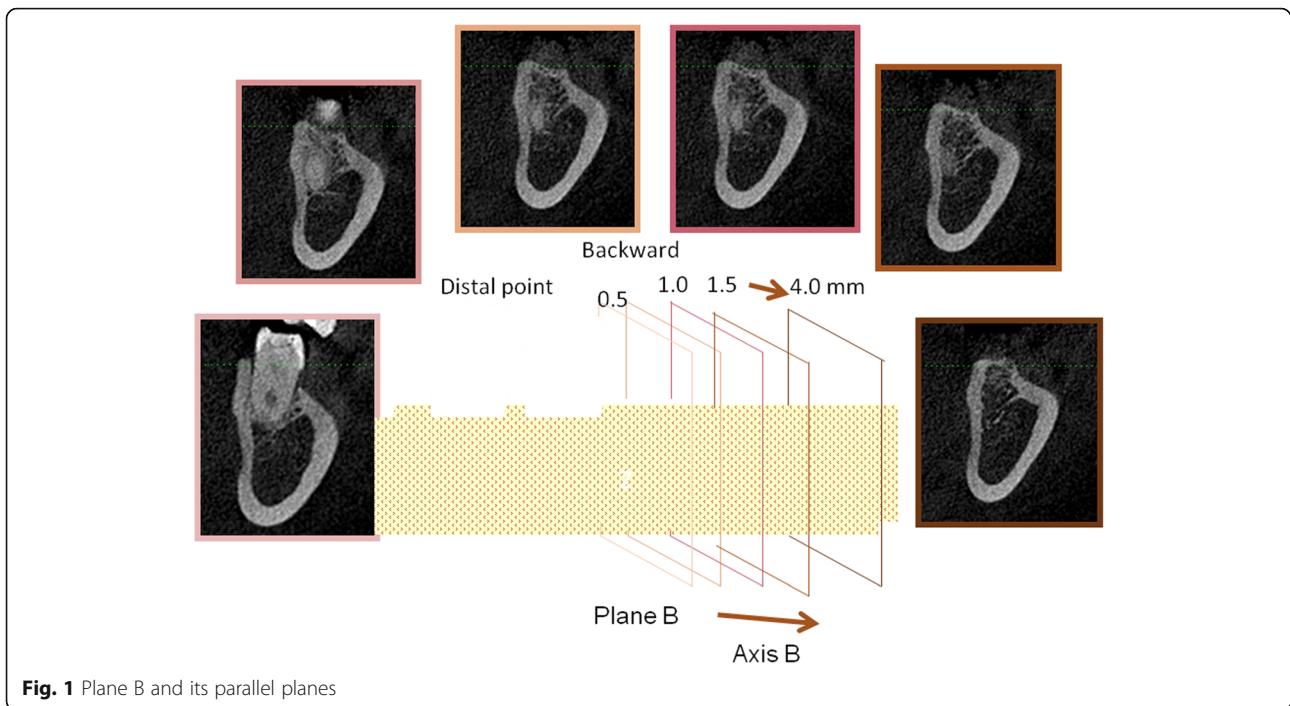 Backward
Distal point
0.5
1.0
1.5
4.0 mm
Plane B
Axis B
Fig. 1 Plane B and its parallel planes